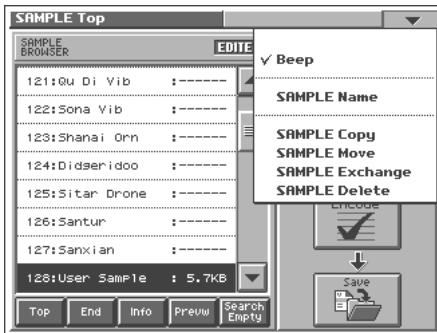 SAMPLE Top
SAMPLE
BROWSER
EDITE
121:Qu Di Vib :------
122:Sona Vib :------
123:Shanai Orn :------
124:Didgeridoo :------
125:Sitar Drone :------
126:Santur :------
127:Sanxian :------
128:User Sample : 5.7KB
Top
End
Info
Prevw
Search
Empty
✓ Beep
SAMPLE Name
SAMPLE Copy
SAMPLE Move
SAMPLE Exchange
SAMPLE Delete
Encode
Save